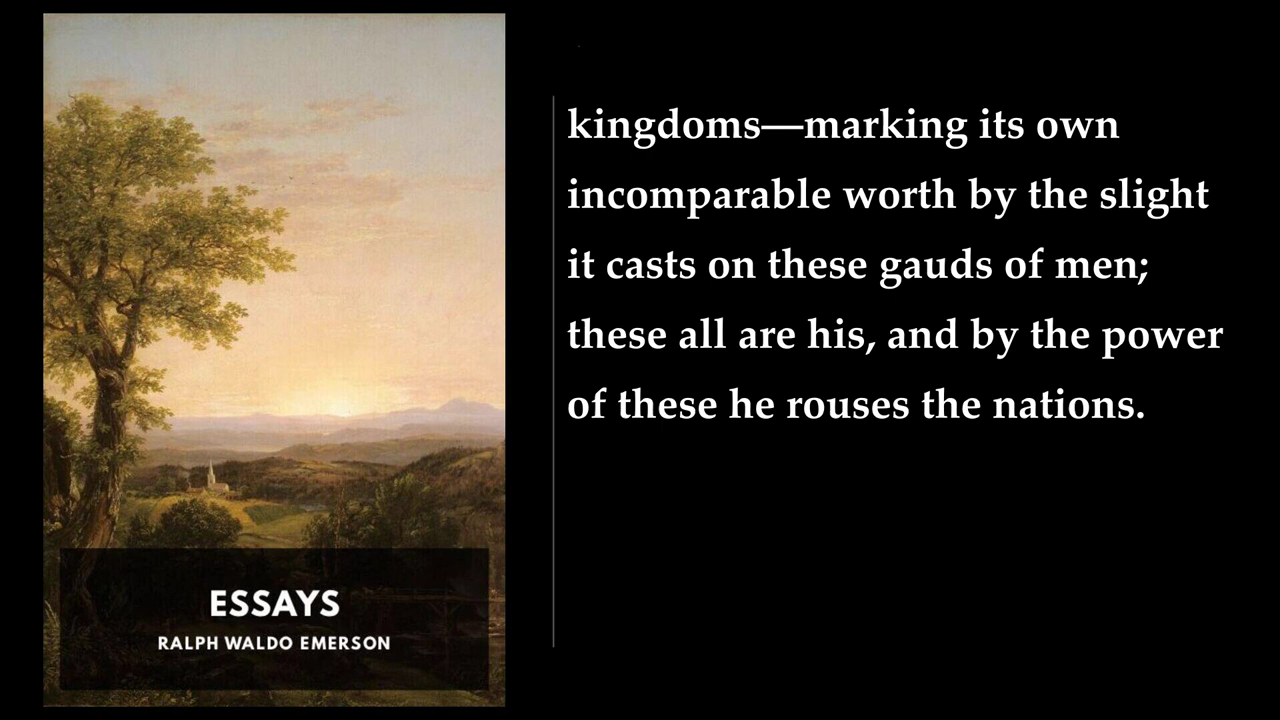 kingdoms—marking its own
incomparable worth by the slight
it casts on these gauds of men;
these all are his, and by the power
of these he rouses the nations.
ESSAYS
RALPH WALDO EMERSON